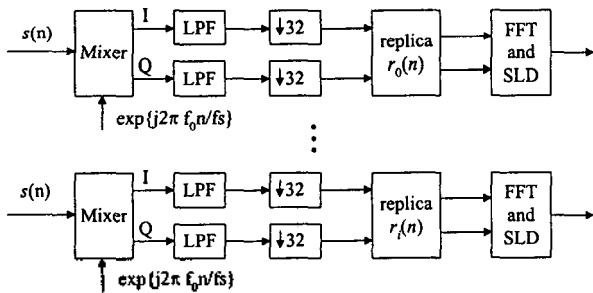 I
s(n)
Mixer
LPF
↓32
replica
r₀(n)
FFT
and
SLD
Q
LPF
↓32
exp{j2π f₀n/fs}
I
s(n)
Mixer
LPF
↓32
replica
rᵢ(n)
FFT
and
SLD
Q
LPF
↓32
exp{j2π f₀n/fs}